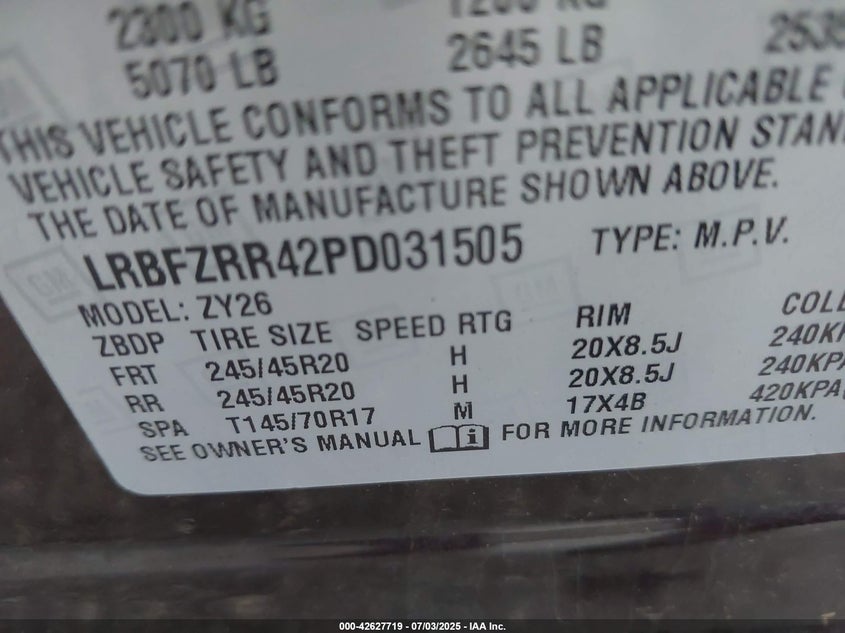 2300 KG
5070 LB 2645 LB
THIS VEHICLE CONFORMS TO ALL APPLICABLE
VEHICLE SAFETY AND THEFT PREVENTION STAN
THE DATE OF MANUFACTURE SHOWN ABOVE.
LRBFZRR42PD031505 TYPE: M.P.V.
MODEL: ZY26
ZBDP TIRE SIZE SPEED RTG RIM COL
FRT 245/45R20 H 20X8.5J 240K
RR 245/45R20 H 20X8.5J 240KPA
SPA T145/70R17 M 17X4B 420KPA
SEE OWNER'S MANUAL FOR MORE INFORMATION.
GM
000-42627719 / 07/03/2025 - IAA Inc.